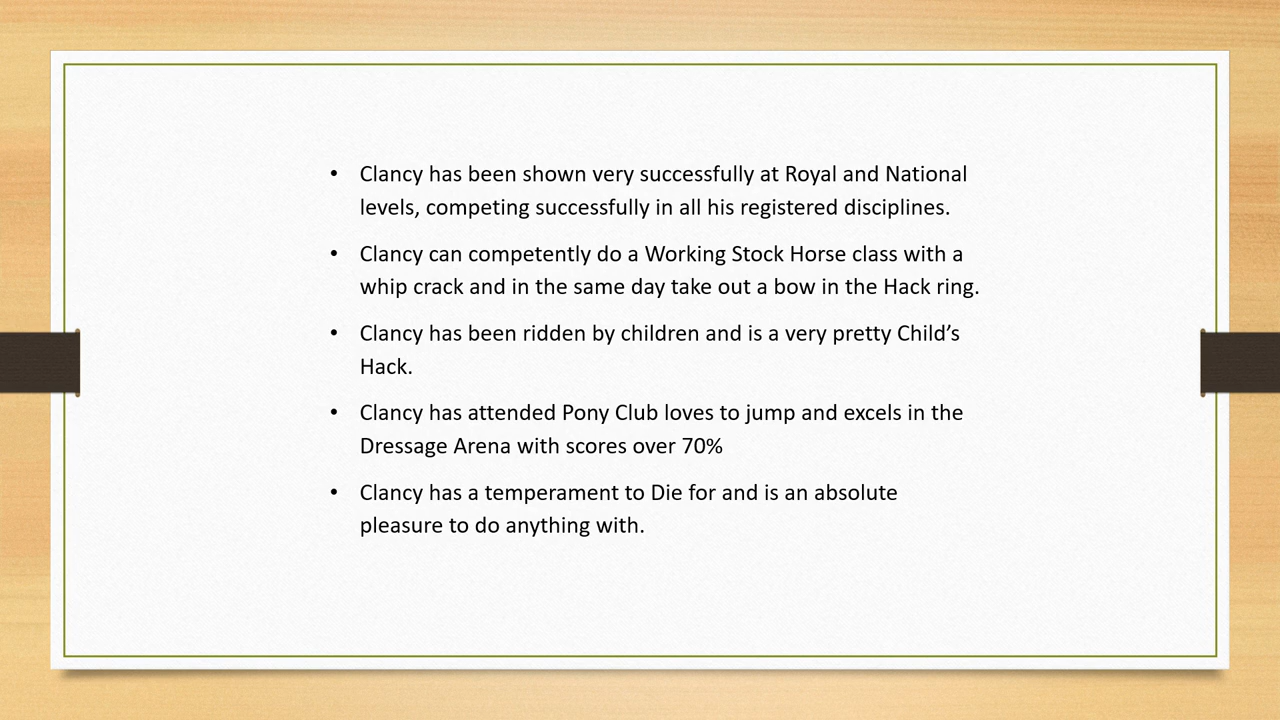 • Clancy has been shown very successfully at Royal and National
levels, competing successfully in all his registered disciplines.
• Clancy can competently do a Working Stock Horse class with a
whip crack and in the same day take out a bow in the Hack ring.
• Clancy has been ridden by children and is a very pretty Child’s
Hack.
• Clancy has attended Pony Club loves to jump and excels in the
Dressage Arena with scores over 70%
• Clancy has a temperament to Die for and is an absolute
pleasure to do anything with.